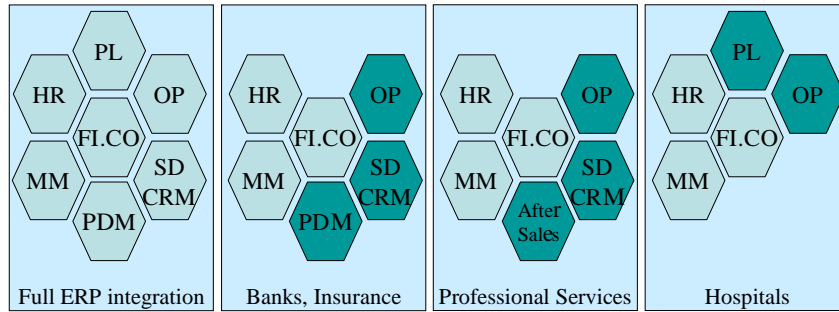 PL
HR
OP
FI.CO
MM
SD
CRM
PDM
Full ERP integration
HR
OP
FI.CO
MM
SD
CRM
PDM
Banks, Insurance
HR
OP
FI.CO
MM
SD
CRM
After
Sales
Professional Services
PL
HR
OP
FI.CO
MM
Hospitals